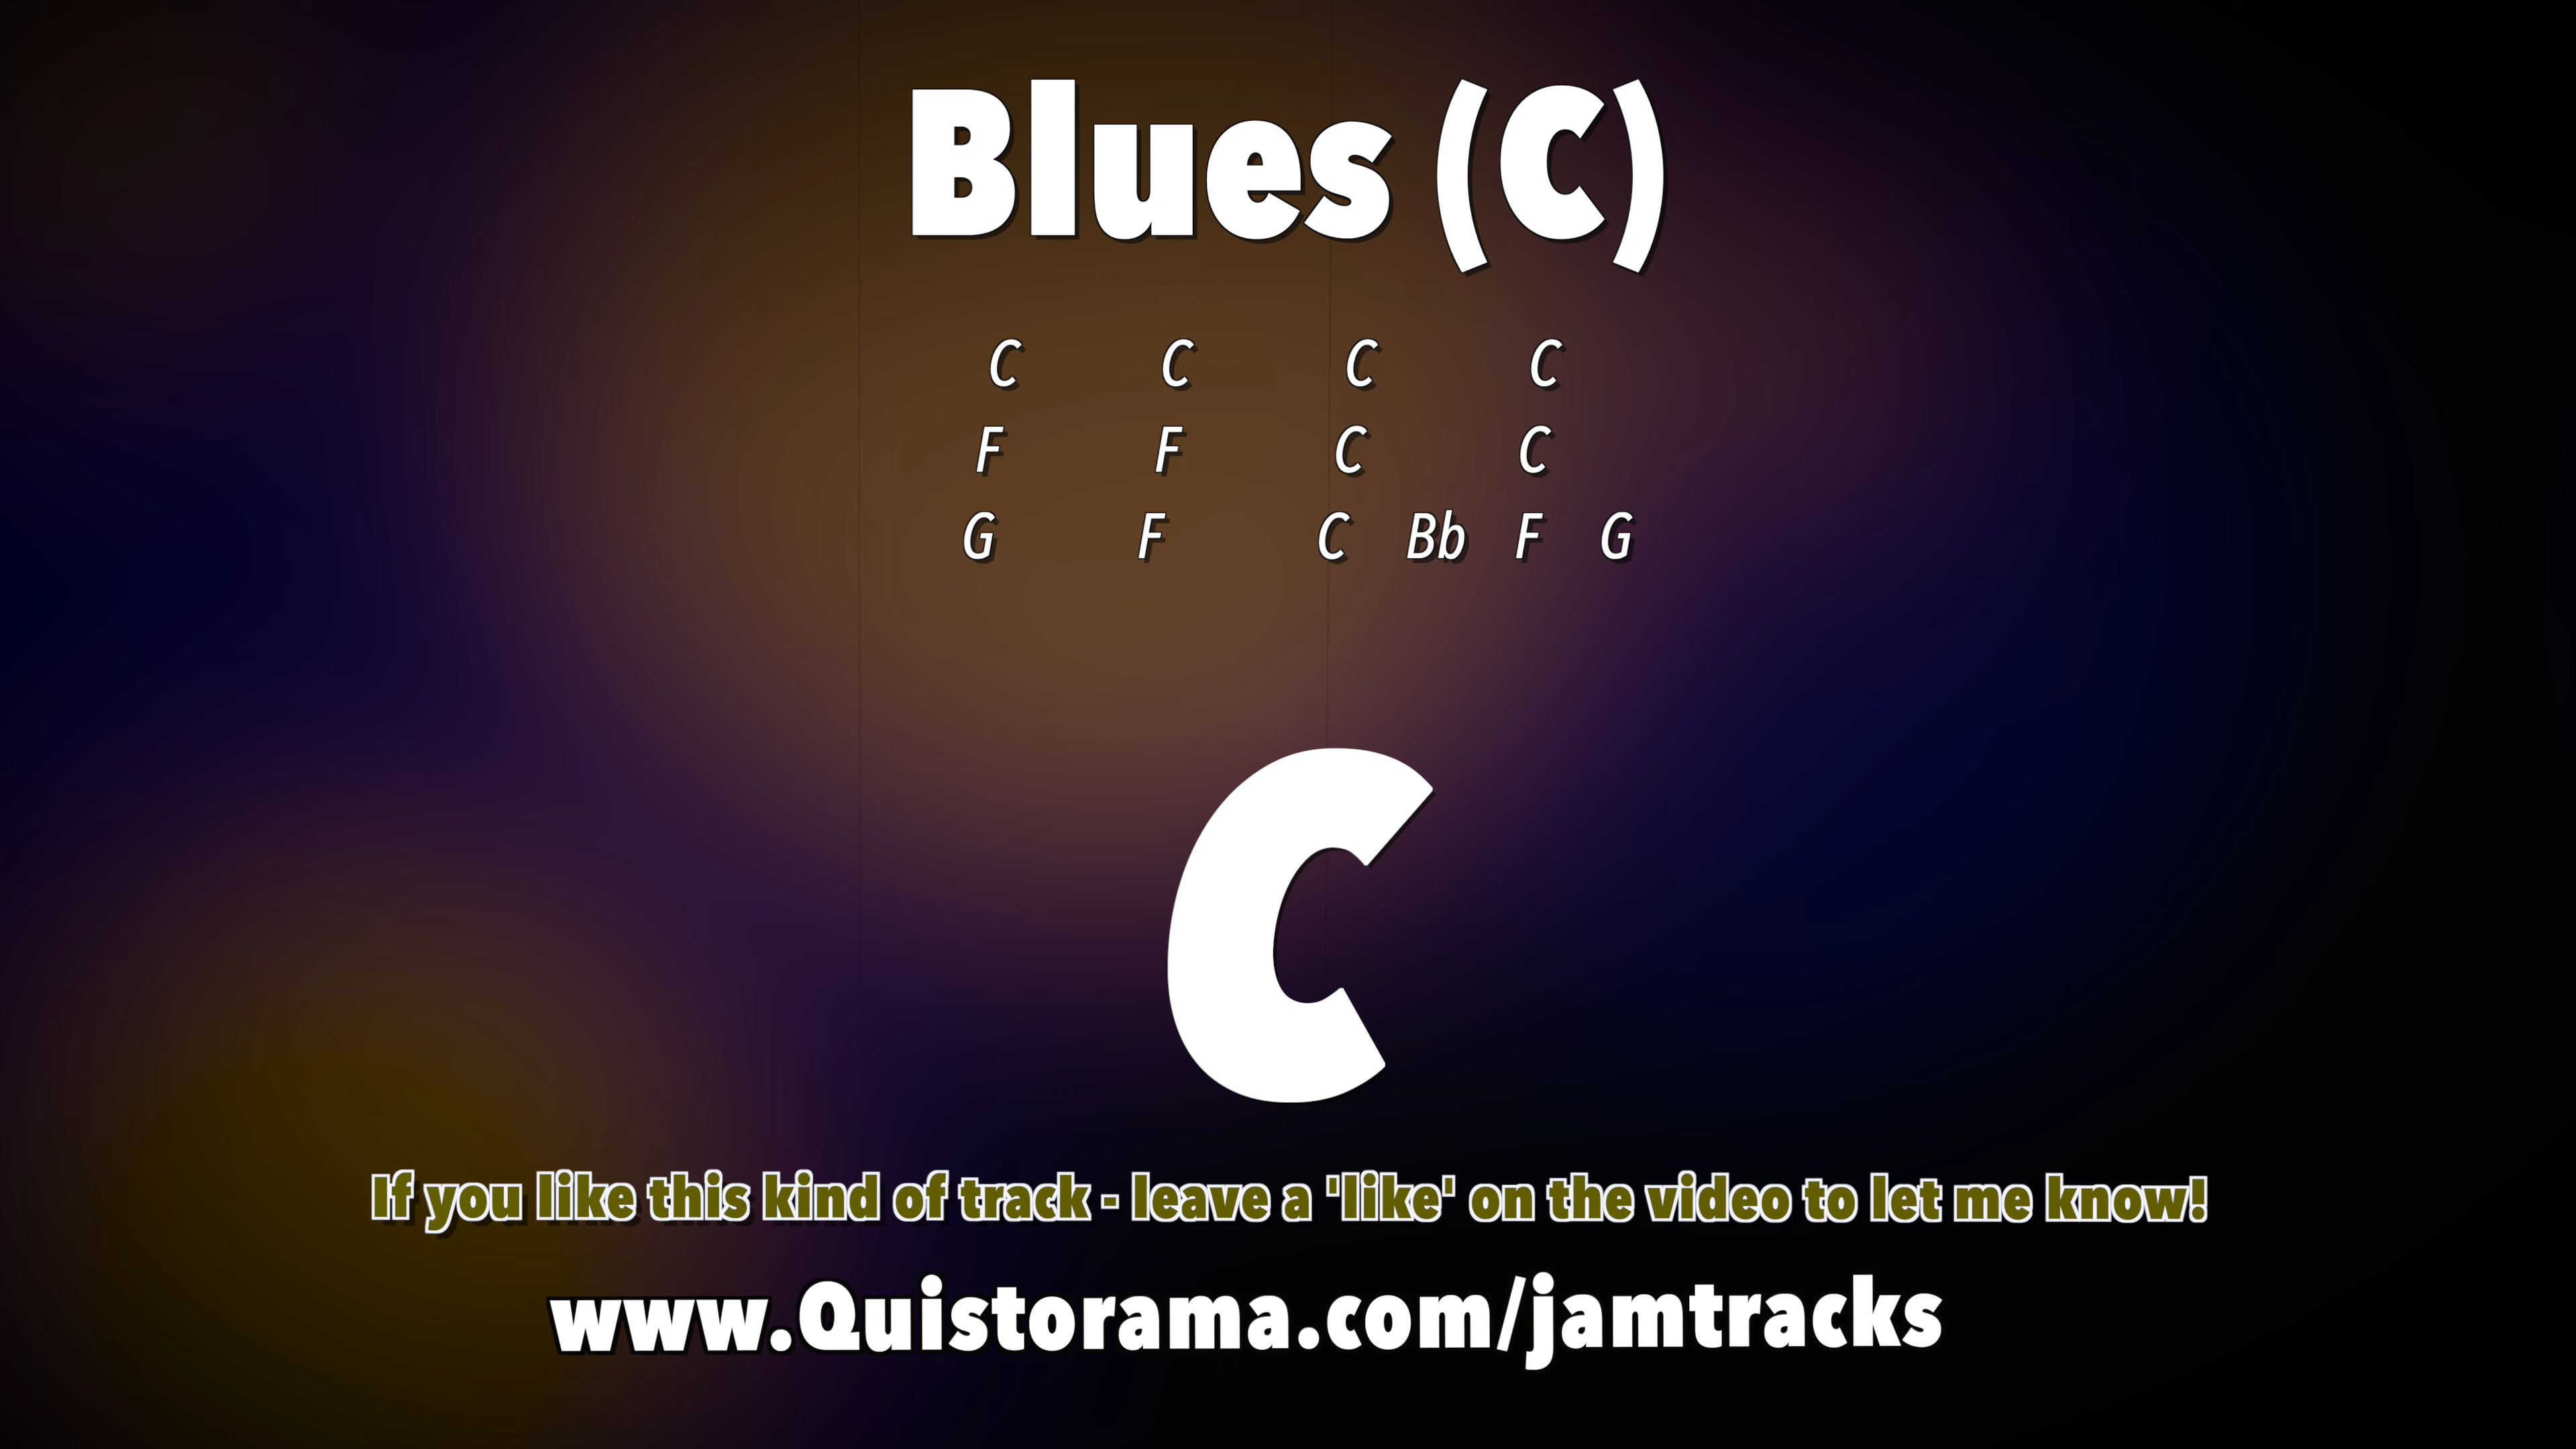 Blues (C)
C C C C
F F C C
G F C Bb F G
C
If you like this kind of track - leave a 'like' on the video to let me know!
www.Quistorama.com/jamtracks